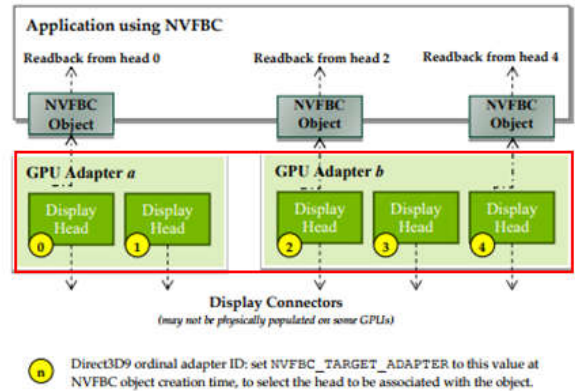 Application using NVFBC
Readback from head 0 Readback from head 2 Readback from head 4
NVFBC Object NVFBC Object NVFBC Object
GPU Adapter a GPU Adapter b
Display Head Display Head Display Head Display Head Display Head
0 1 2 3 4
Display Connectors
(may not be physically populated on some GPUs)
n Direct3D9 ordinal adapter ID: set NVFBC_TARGET_ADAPTER to this value at
NVFBC object creation time, to select the head to be associated with the object.